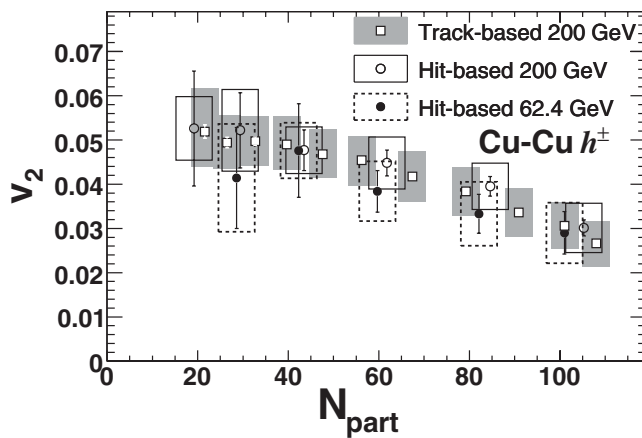 Track-based 200 GeV
Hit-based 200 GeV
Hit-based 62.4 GeV
Cu-Cu h±
v2
0.07
0.06
0.05
0.04
0.03
0.02
0.01
0
0 20 40 60 80 100
Npart